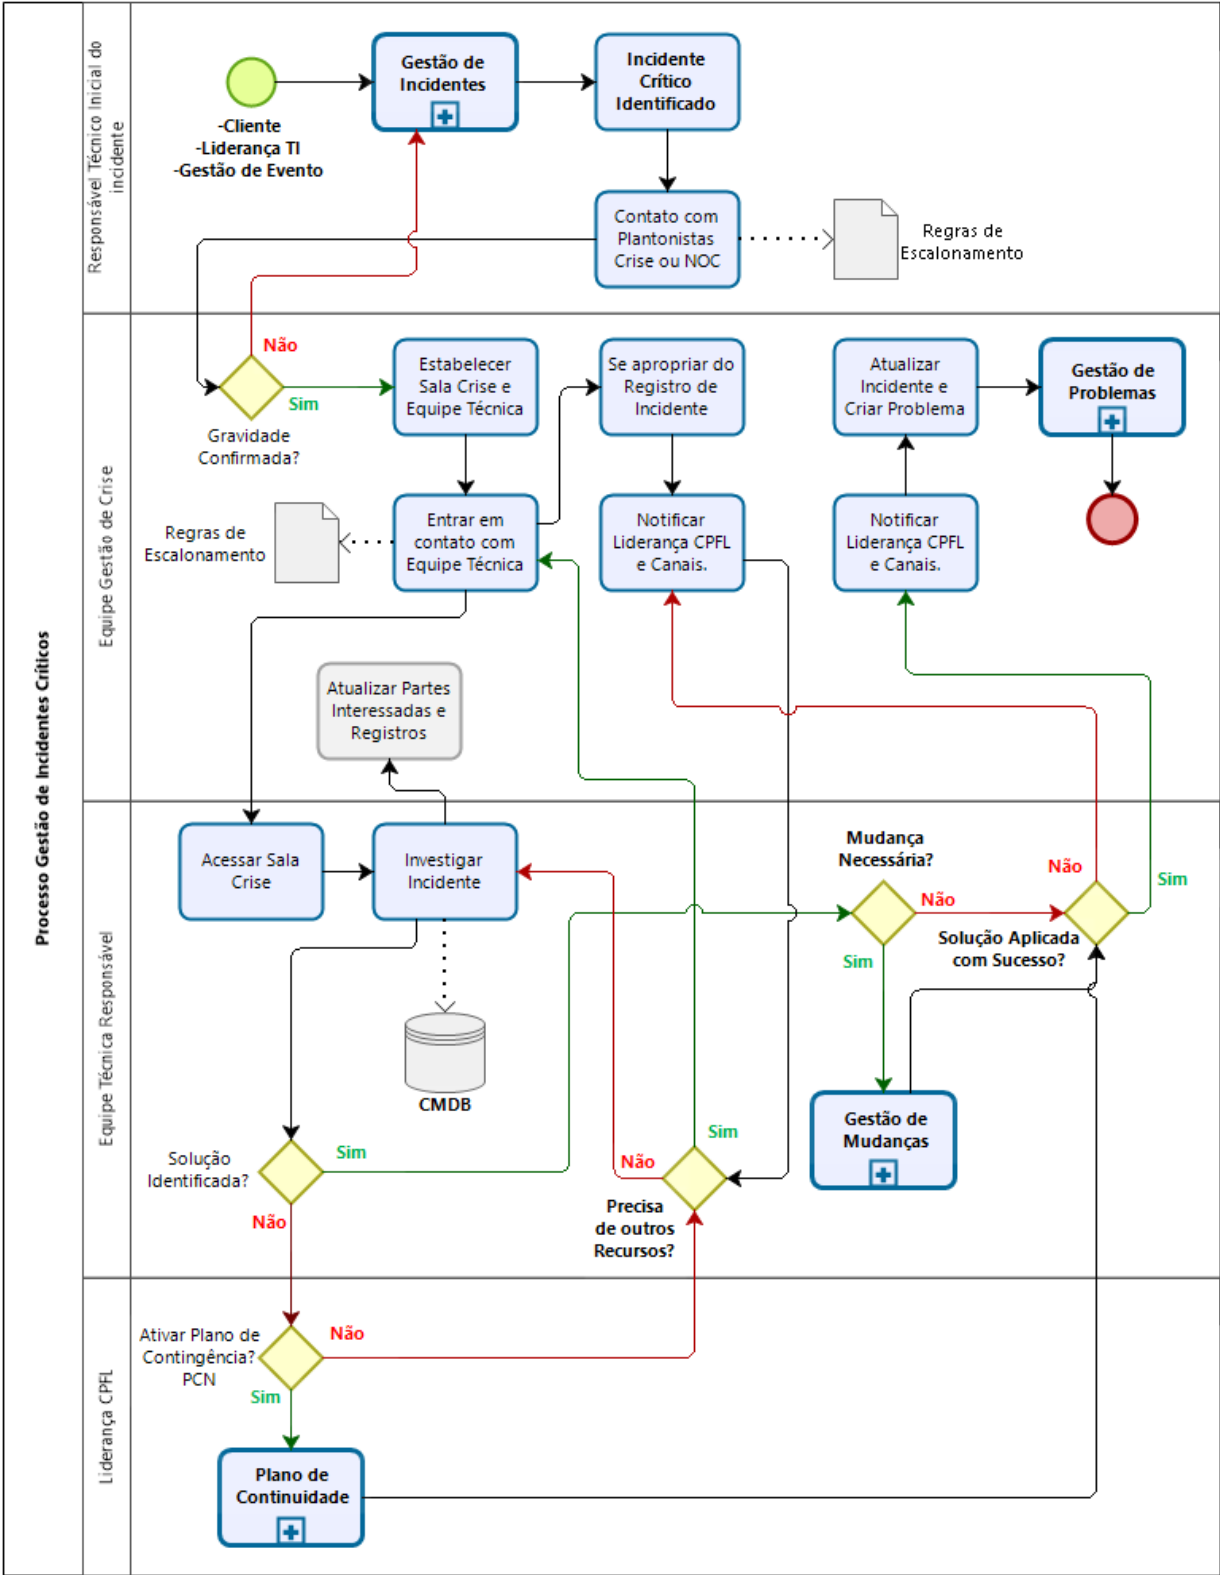 Processo Gestão de Incidentes Críticos
Responsável Técnico Inicial do
incidente
-Cliente
-Liderança TI
-Gestão de Evento
Gestão de
Incidentes
Incidente
Crítico
Identificado
Contato com
Plantonistas
Crise ou NOC
Regras de
Escalonamento
Equipe Gestão de Crise
Não
Sim
Gravidade
Confirmada?
Estabelecer
Sala Crise e
Equipe Técnica
Se apropriar do
Registro de
Incidente
Atualizar
Incidente e
Criar Problema
Gestão de
Problemas
Regras de
Escalonamento
Entrar em
contato com
Equipe Técnica
Notificar
Liderança CPFL
e Canais.
Notificar
Liderança CPFL
e Canais.
Atualizar Partes
Interessadas e
Registros
Equipe Técnica Responsável
Acessar Sala
Crise
Investigar
Incidente
Mudança
Necessária?
Não
Sim
Não
Sim
Solução Aplicada
com Sucesso?
CMDB
Gestão de
Mudanças
Solução
Identificada?
Sim
Não
Não
Sim
Precisa
de outros
Recursos?
Liderança CPFL
Ativar Plano de
Contingência?
PCN
Não
Sim
Plano de
Continuidade